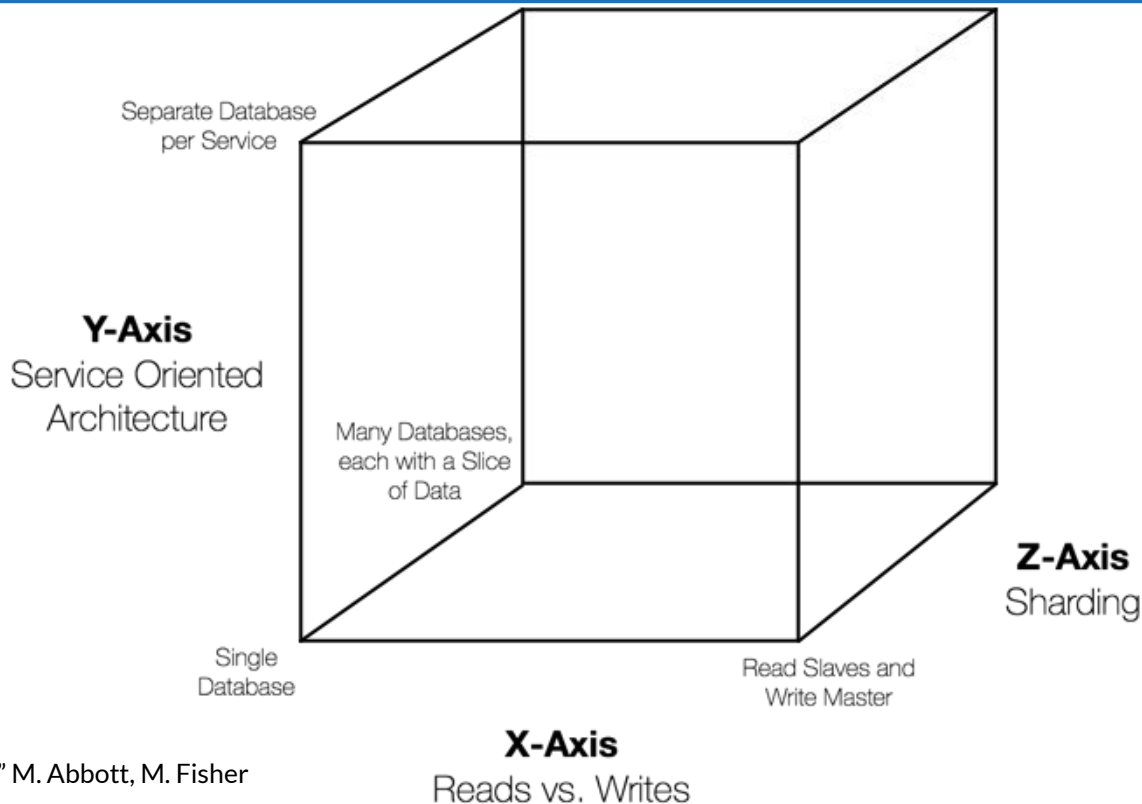 Separate Database
per Service
Y-Axis
Service Oriented
Architecture
Many Databases,
each with a Slice
of Data
Z-Axis
Sharding
Single
Database
Read Slaves and
Write Master
X-Axis
Reads vs. Writes
” M. Abbott, M. Fisher